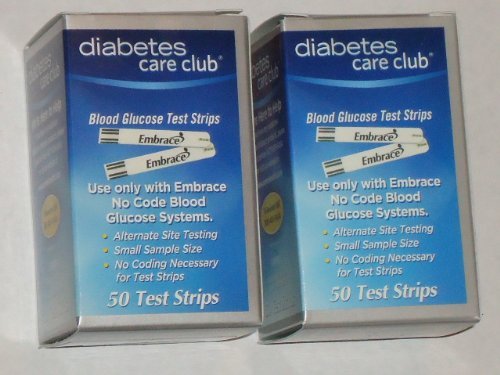 diabetes
care club®
Blood Glucose Test Strips
Embrace
Embrace
Use only with Embrace
No Code Blood
Glucose Systems.
• Alternate Site Testing
• Small Sample Size
• No Coding Necessary
for Test Strips
50 Test Strips
diabetes
care club®
Blood Glucose Test Strips
Embrace
Embrace
Use only with Embrace
No Code Blood
Glucose Systems.
• Alternate Site Testing
• Small Sample Size
• No Coding Necessary
for Test Strips
50 Test Strips